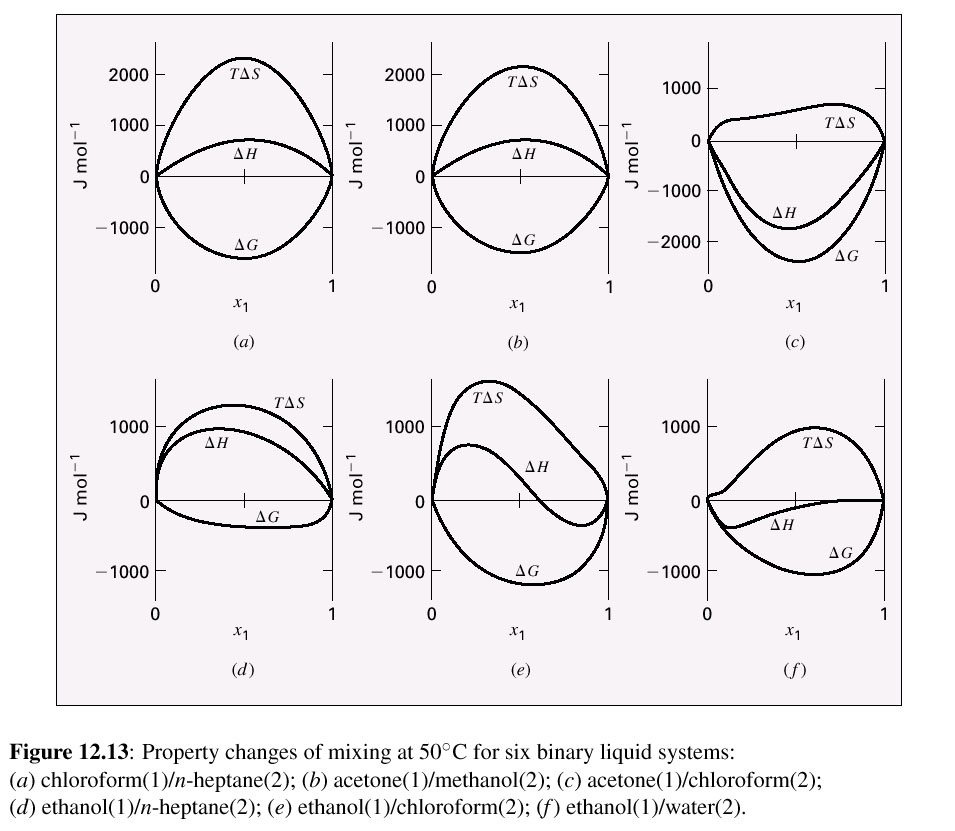 2000
1000
0
−1000
J mol⁻¹
TΔS
ΔH
ΔG
0
1
x₁
(a)
2000
1000
0
−1000
J mol⁻¹
TΔS
ΔH
ΔG
0
1
x₁
(b)
1000
0
−1000
−2000
J mol⁻¹
TΔS
ΔH
ΔG
0
1
x₁
(c)
1000
0
−1000
J mol⁻¹
TΔS
ΔH
ΔG
0
1
x₁
(d)
1000
0
−1000
J mol⁻¹
TΔS
ΔH
ΔG
0
1
x₁
(e)
1000
0
−1000
J mol⁻¹
TΔS
ΔH
ΔG
0
1
x₁
(f)
Figure 12.13: Property changes of mixing at 50°C for six binary liquid systems:
(a) chloroform(1)/n-heptane(2); (b) acetone(1)/methanol(2); (c) acetone(1)/chloroform(2);
(d) ethanol(1)/n-heptane(2); (e) ethanol(1)/chloroform(2); (f) ethanol(1)/water(2).